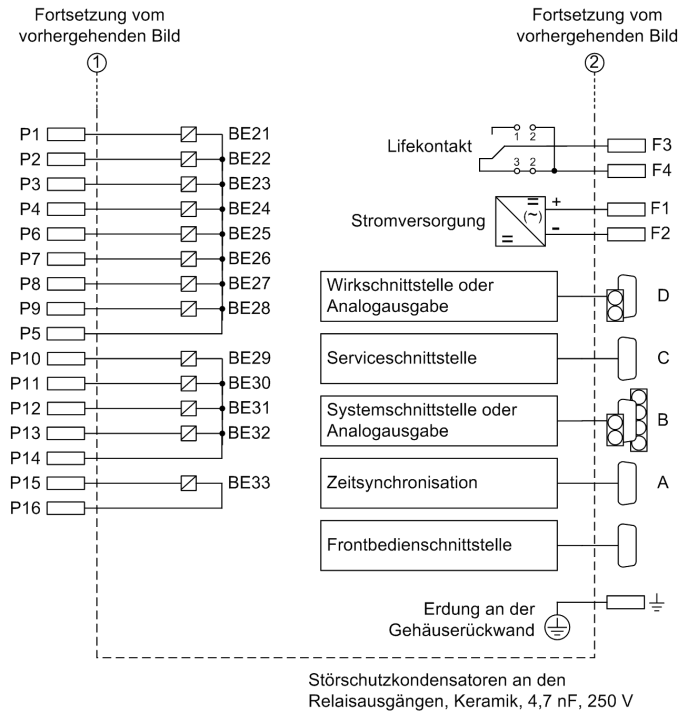 Fortsetzung vom
vorhergehenden Bild
1
Fortsetzung vom
vorhergehenden Bild
2
P1 BE21
P2 BE22
P3 BE23
P4 BE24
P6 BE25
P7 BE26
P8 BE27
P9 BE28
P5
P10 BE29
P11 BE30
P12 BE31
P13 BE32
P14
P15 BE33
P16
Lifekontakt
1 2
3 2
F3
F4
Stromversorgung
= (~) =
+
-
F1
F2
Wirkschnittstelle oder
Analogausgabe
D
Serviceschnittstelle
C
Systemschnittstelle oder
Analogausgabe
B
Zeitsynchronisation
A
Frontbedienschnittstelle
Erdung an der
Gehäuserückwand
Störschutzkondensatoren an den
Relaisausgängen, Keramik, 4,7 nF, 250 V